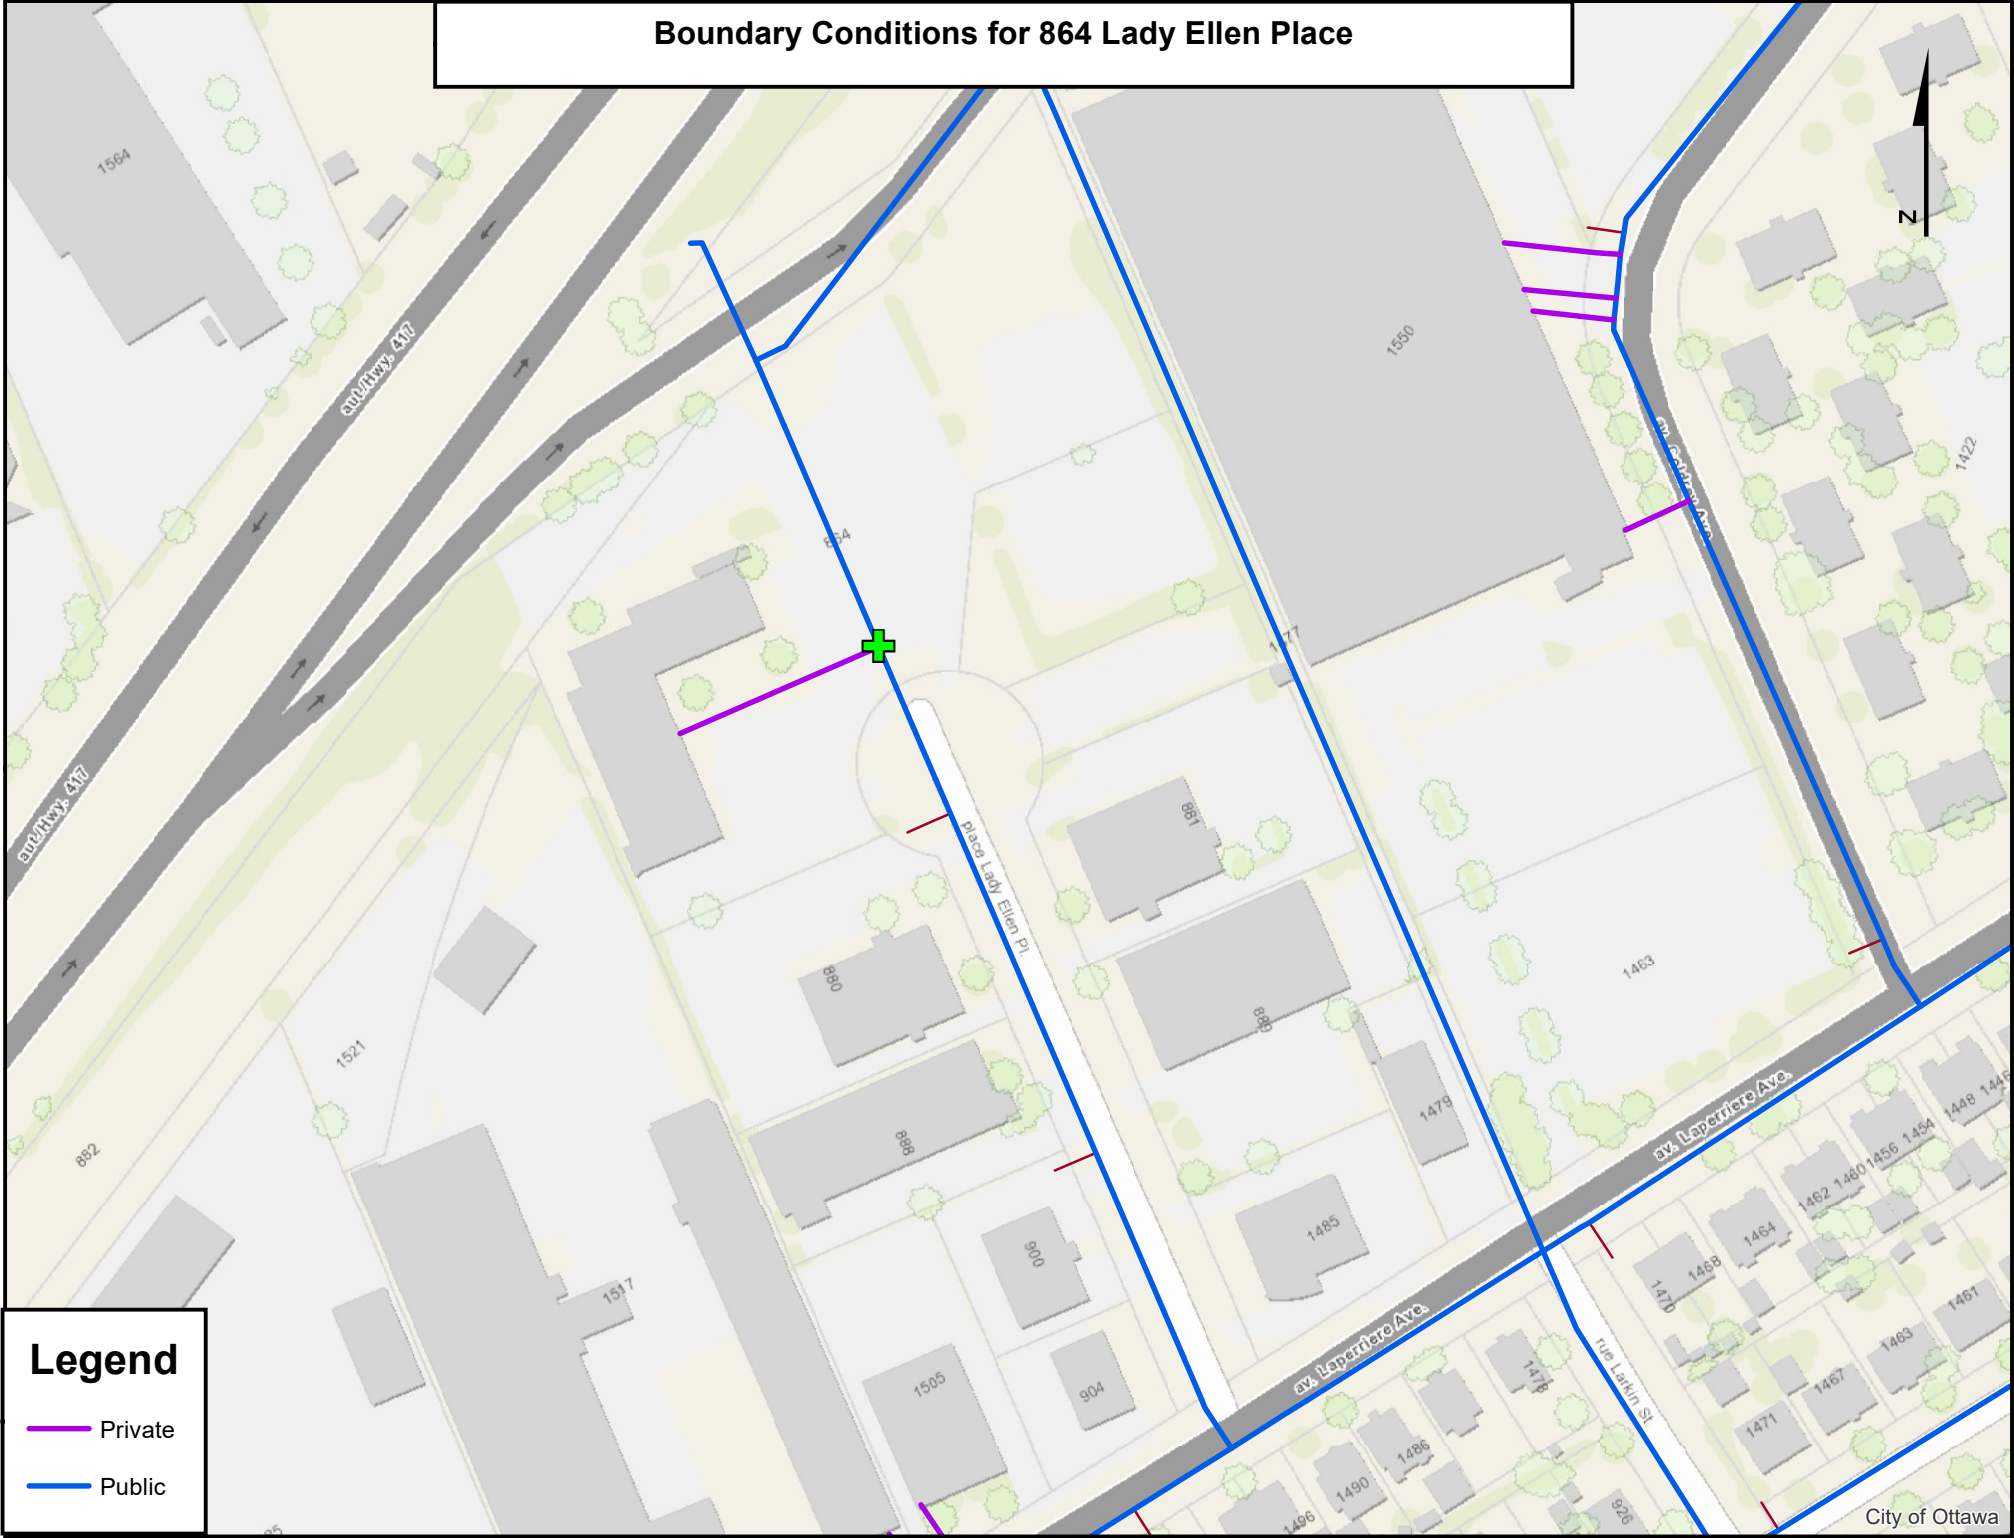 Boundary Conditions for 864 Lady Ellen Place
1564
N
aut./Hwy. 417
1550
1422
av. Coldrey Ave.
864
1477
aut./Hwy. 417
881
place Lady Ellen Pl.
880
889
1463
1521
1479
av. Laperriere Ave.
882
888
1448
1454
1456
1460
1462
1485
1464
900
1468
1470
1517
1461
1463
av. Laperriere Ave.
1505
904
1478
rue Larkin St.
1467
1471
1486
1490
1496
926
Legend
Private
Public
City of Ottawa